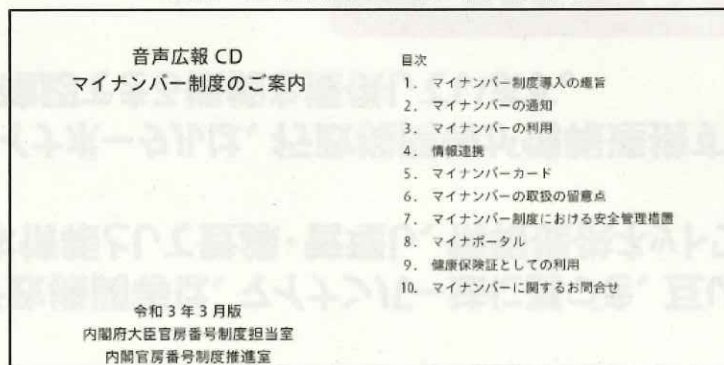 音声広報 CD
マイナンバー制度のご案内
令和 3 年 3 月版
内閣府大臣官房番号制度担当室
内閣官房番号制度推進室
目次
1. マイナンバー制度導入の趣旨
2. マイナンバーの通知
3. マイナンバーの利用
4. 情報連携
5. マイナンバーカード
6. マイナンバーの取扱の留意点
7. マイナンバー制度における安全管理措置
8. マイナポータル
9. 健康保険証としての利用
10. マイナンバーに関するお問合せ